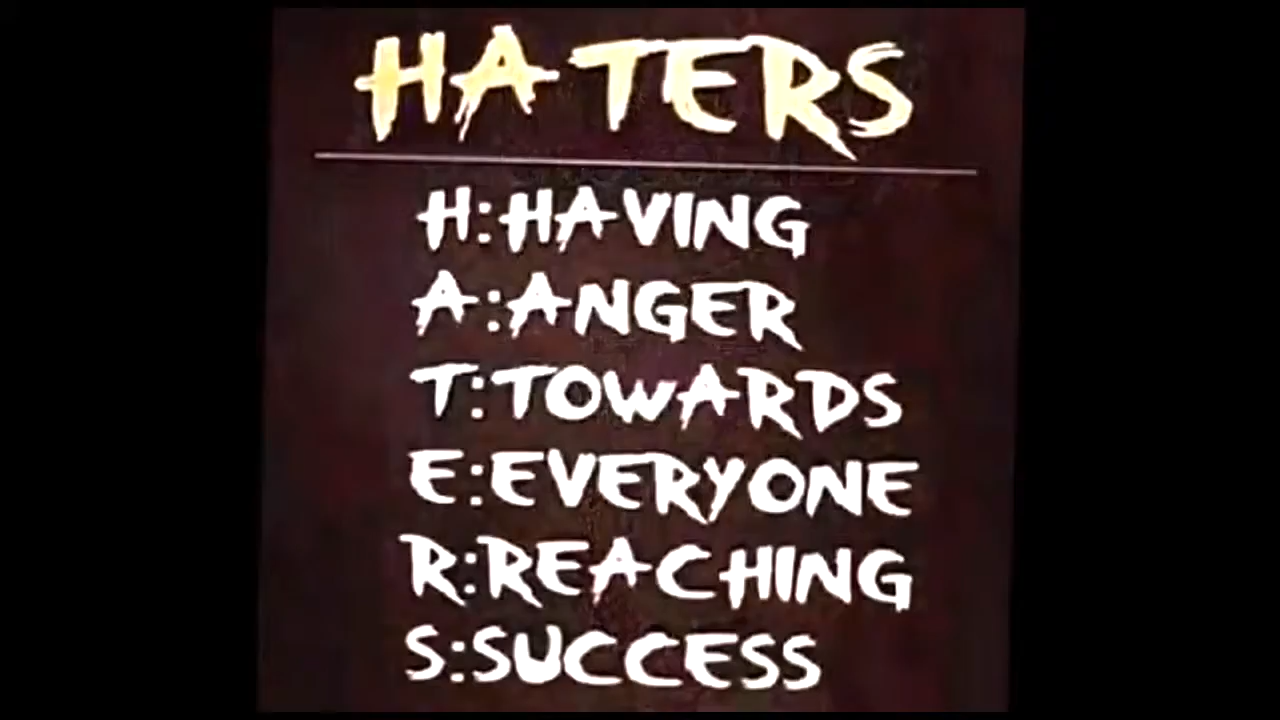 HATERS
H:HAVING
A:ANGER
T:TOWARDS
E:EVERYONE
R:REACHING
S:SUCCESS